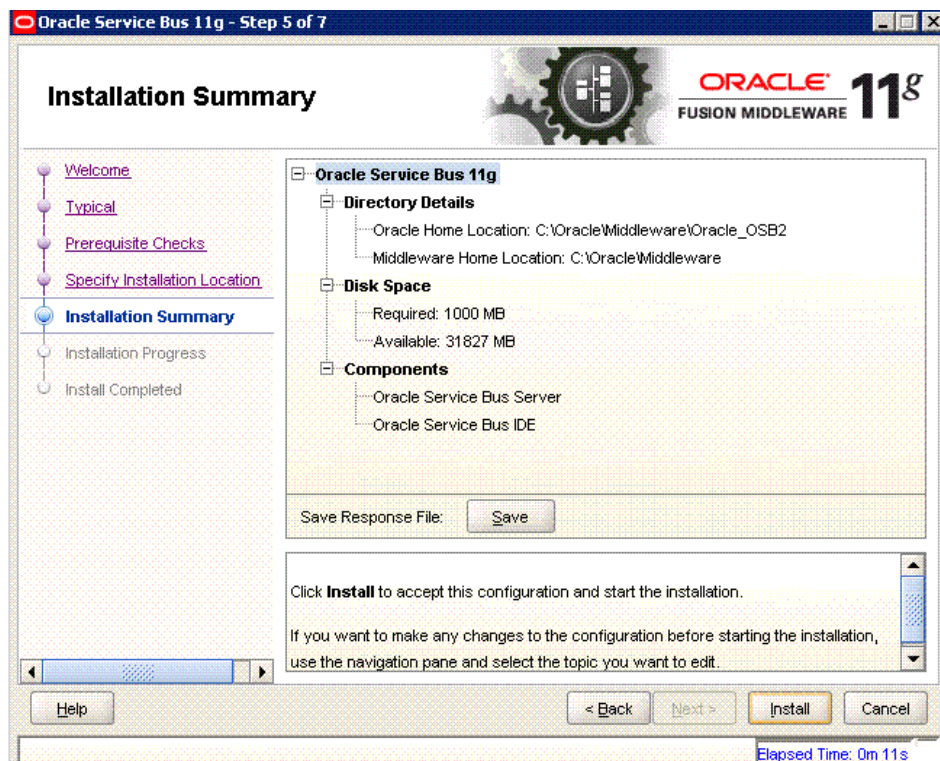 Oracle Service Bus 11g - Step 5 of 7
Installation Summary
ORACLE
FUSION MIDDLEWARE
11g
Welcome
Typical
Prerequisite Checks
Specify Installation Location
Installation Summary
Installation Progress
Install Completed
Oracle Service Bus 11g
Directory Details
Oracle Home Location: C:\Oracle\Middleware\Oracle_OSB2
Middleware Home Location: C:\Oracle\Middleware
Disk Space
Required: 1000 MB
Available: 31827 MB
Components
Oracle Service Bus Server
Oracle Service Bus IDE
Save Response File: Save
Click Install to accept this configuration and start the installation.
If you want to make any changes to the configuration before starting the installation,
use the navigation pane and select the topic you want to edit.
Help < Back Next > Install Cancel
Elapsed Time: 0m 11s